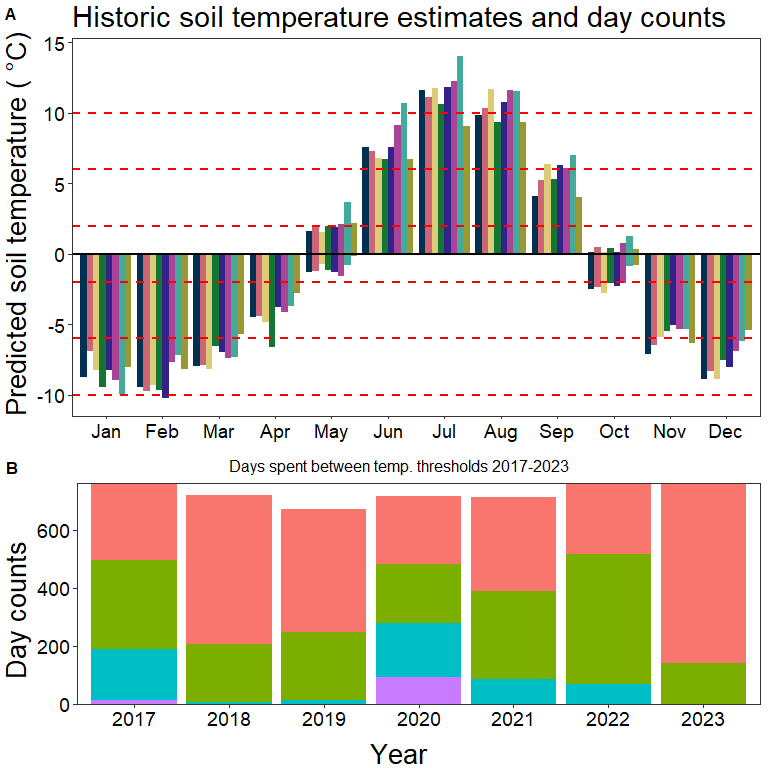 A
Historic soil temperature estimates and day counts
Predicted soil temperature ( °C)
15
10
5
0
-5
-10
Jan Feb Mar Apr May Jun Jul Aug Sep Oct Nov Dec
B
Days spent between temp. thresholds 2017-2023
Day counts
600
400
200
0
2017 2018 2019 2020 2021 2022 2023
Year